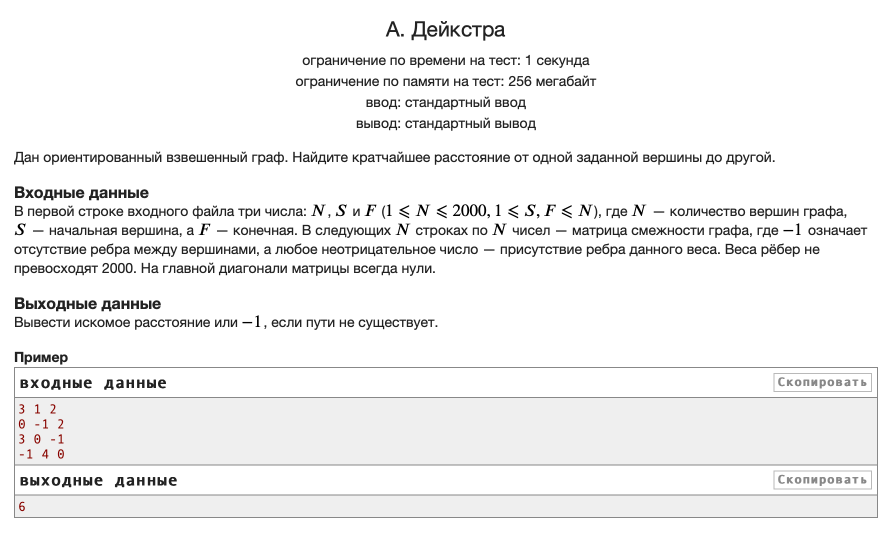 А. Дейкстра
ограничение по времени на тест: 1 секунда
ограничение по памяти на тест: 256 мегабайт
ввод: стандартный ввод
вывод: стандартный вывод
Дан ориентированный взвешенный граф. Найдите кратчайшее расстояние от одной заданной вершины до другой.
Входные данные
В первой строке входного файла три числа: N, S и F (1 ⩽ N ⩽ 2000, 1 ⩽ S, F ⩽ N), где N — количество вершин графа,
S — начальная вершина, а F — конечная. В следующих N строках по N чисел — матрица смежности графа, где −1 означает
отсутствие ребра между вершинами, а любое неотрицательное число — присутствие ребра данного веса. Веса рёбер не
превосходят 2000. На главной диагонали матрицы всегда нули.
Выходные данные
Вывести искомое расстояние или −1, если пути не существует.
Пример
входные данные Скопировать
3 1 2
0 -1 2
3 0 -1
-1 4 0
выходные данные Скопировать
6